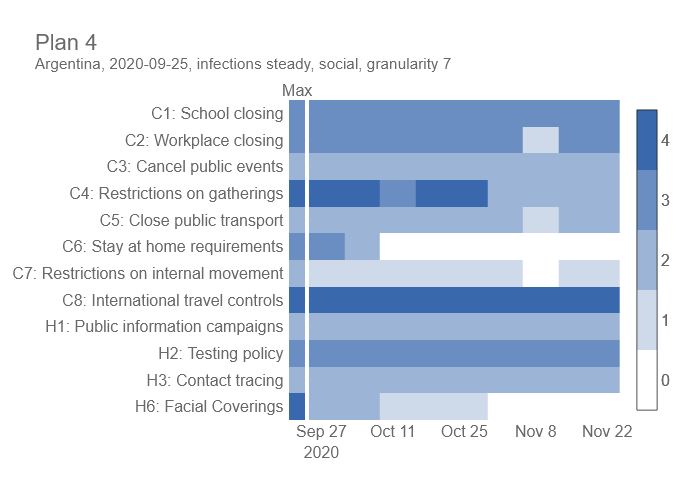 Plan 4
Argentina, 2020-09-25, infections steady, social, granularity 7
Max
C1: School closing
C2: Workplace closing
C3: Cancel public events
C4: Restrictions on gatherings
C5: Close public transport
C6: Stay at home requirements
C7: Restrictions on internal movement
C8: International travel controls
H1: Public information campaigns
H2: Testing policy
H3: Contact tracing
H6: Facial Coverings
4
3
2
1
0
Sep 27 Oct 11 Oct 25 Nov 8 Nov 22
2020